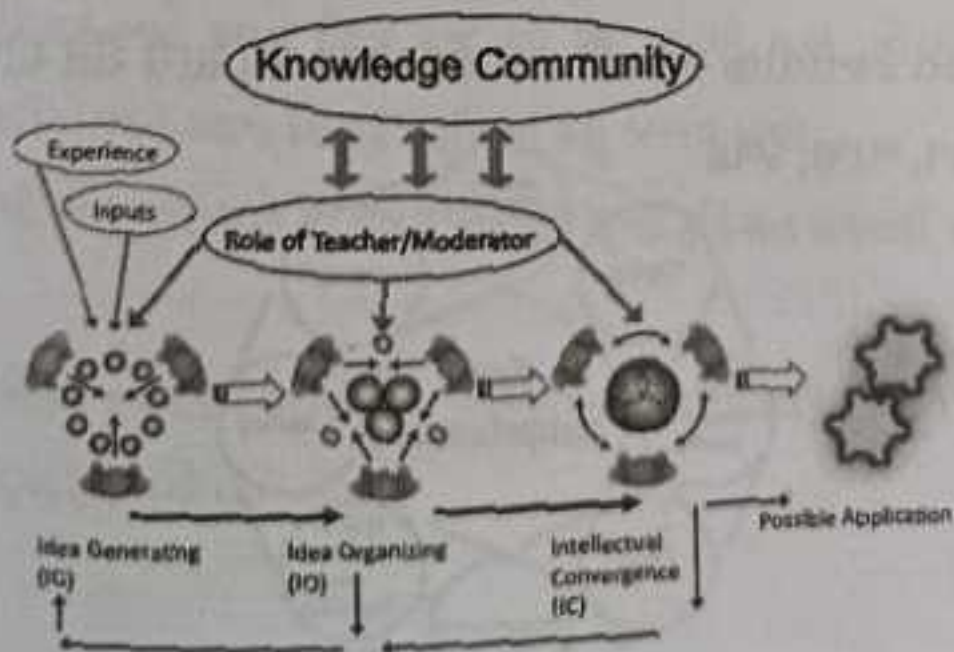 Knowledge Community
Experience
Inputs
Role of Teacher/Moderator
Idea Generating
(IG)
Idea Organizing
(IO)
Intellectual
Convergence
(IC)
Possible Application